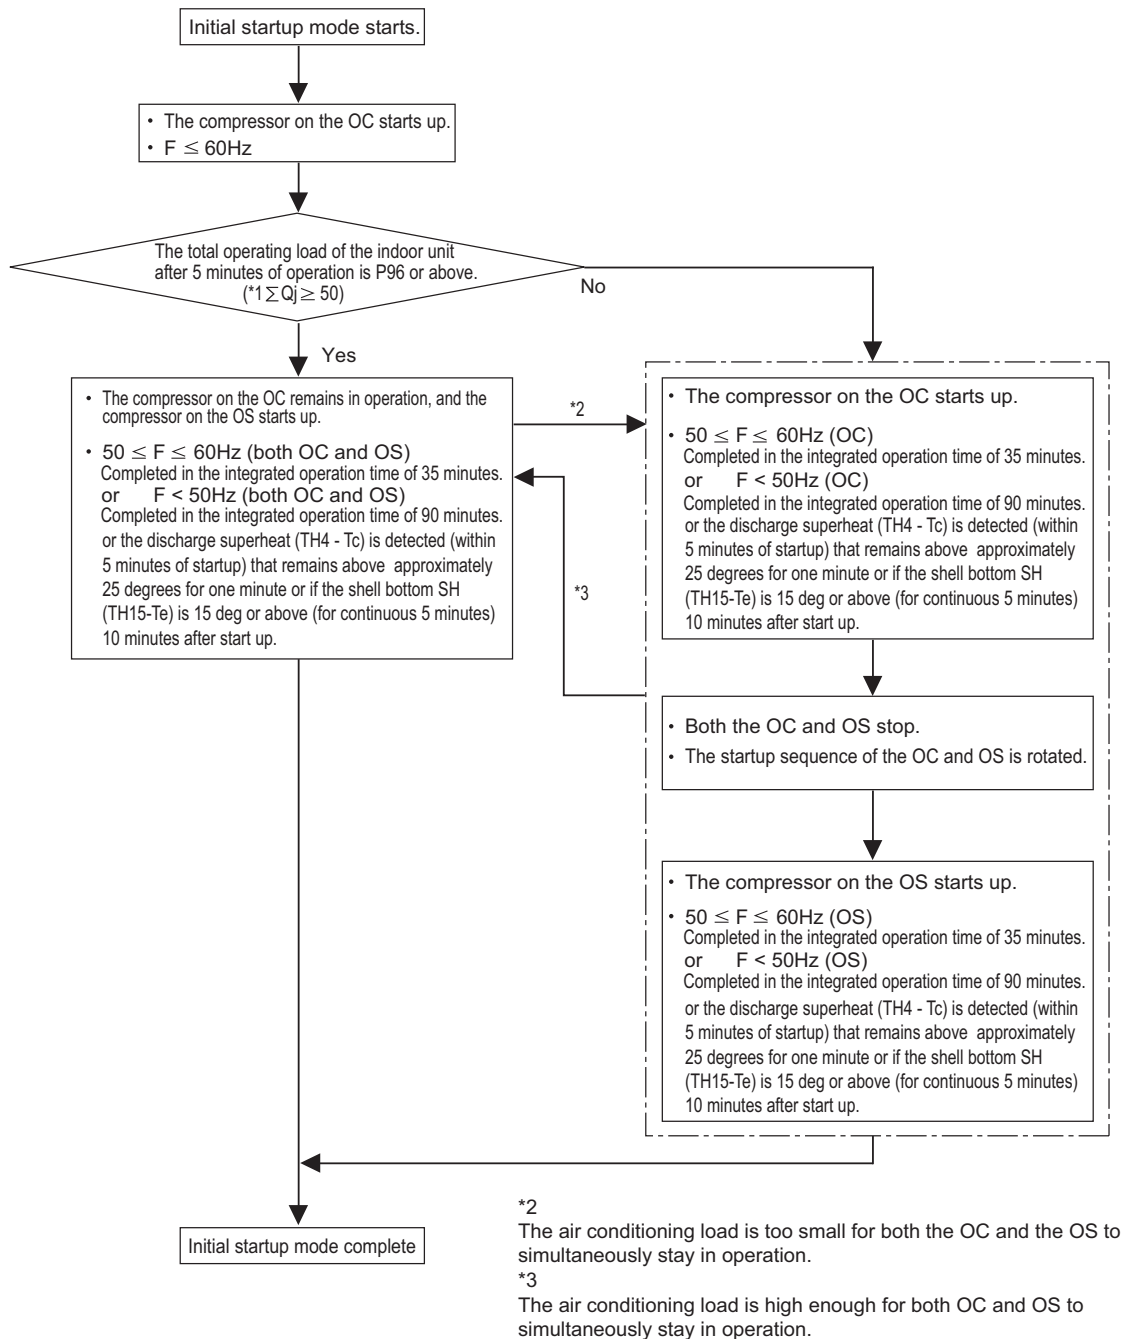 Initial startup mode starts.
• The compressor on the OC starts up.
• F ≤ 60Hz
The total operating load of the indoor unit
after 5 minutes of operation is P96 or above.
(*1∑Qj ≥ 50)
No
Yes
• The compressor on the OC remains in operation, and the
compressor on the OS starts up.
• 50 ≤ F ≤ 60Hz (both OC and OS)
Completed in the integrated operation time of 35 minutes.
or F < 50Hz (both OC and OS)
Completed in the integrated operation time of 90 minutes.
or the discharge superheat (TH4 - Tc) is detected (within
5 minutes of startup) that remains above approximately
25 degrees for one minute or if the shell bottom SH
(TH15-Te) is 15 deg or above (for continuous 5 minutes)
10 minutes after start up.
*2
*3
• The compressor on the OC starts up.
• 50 ≤ F ≤ 60Hz (OC)
Completed in the integrated operation time of 35 minutes.
or F < 50Hz (OC)
Completed in the integrated operation time of 90 minutes.
or the discharge superheat (TH4 - Tc) is detected (within
5 minutes of startup) that remains above approximately
25 degrees for one minute or if the shell bottom SH
(TH15-Te) is 15 deg or above (for continuous 5 minutes)
10 minutes after start up.
• Both the OC and OS stop.
• The startup sequence of the OC and OS is rotated.
• The compressor on the OS starts up.
• 50 ≤ F ≤ 60Hz (OS)
Completed in the integrated operation time of 35 minutes.
or F < 50Hz (OS)
Completed in the integrated operation time of 90 minutes.
or the discharge superheat (TH4 - Tc) is detected (within
5 minutes of startup) that remains above approximately
25 degrees for one minute or if the shell bottom SH
(TH15-Te) is 15 deg or above (for continuous 5 minutes)
10 minutes after start up.
Initial startup mode complete
*2
The air conditioning load is too small for both the OC and the OS to
simultaneously stay in operation.
*3
The air conditioning load is high enough for both OC and OS to
simultaneously stay in operation.